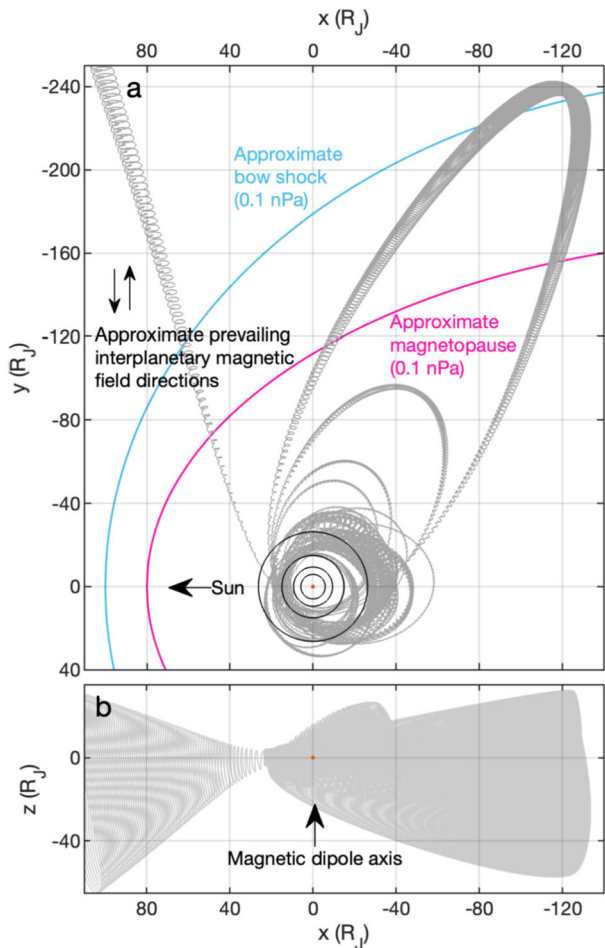 x (R_J)
80 40 0 -40 -80 -120
a
-240
-200
-160
-120
-80
-40
0
40
y (R_J)
Approximate
bow shock
(0.1 nPa)
Approximate prevailing
interplanetary magnetic
field directions
Approximate
magnetopause
(0.1 nPa)
Sun
b
0
-40
z (R_J)
Magnetic dipole axis
80 40 0 -40 -80 -120
x (R_J)